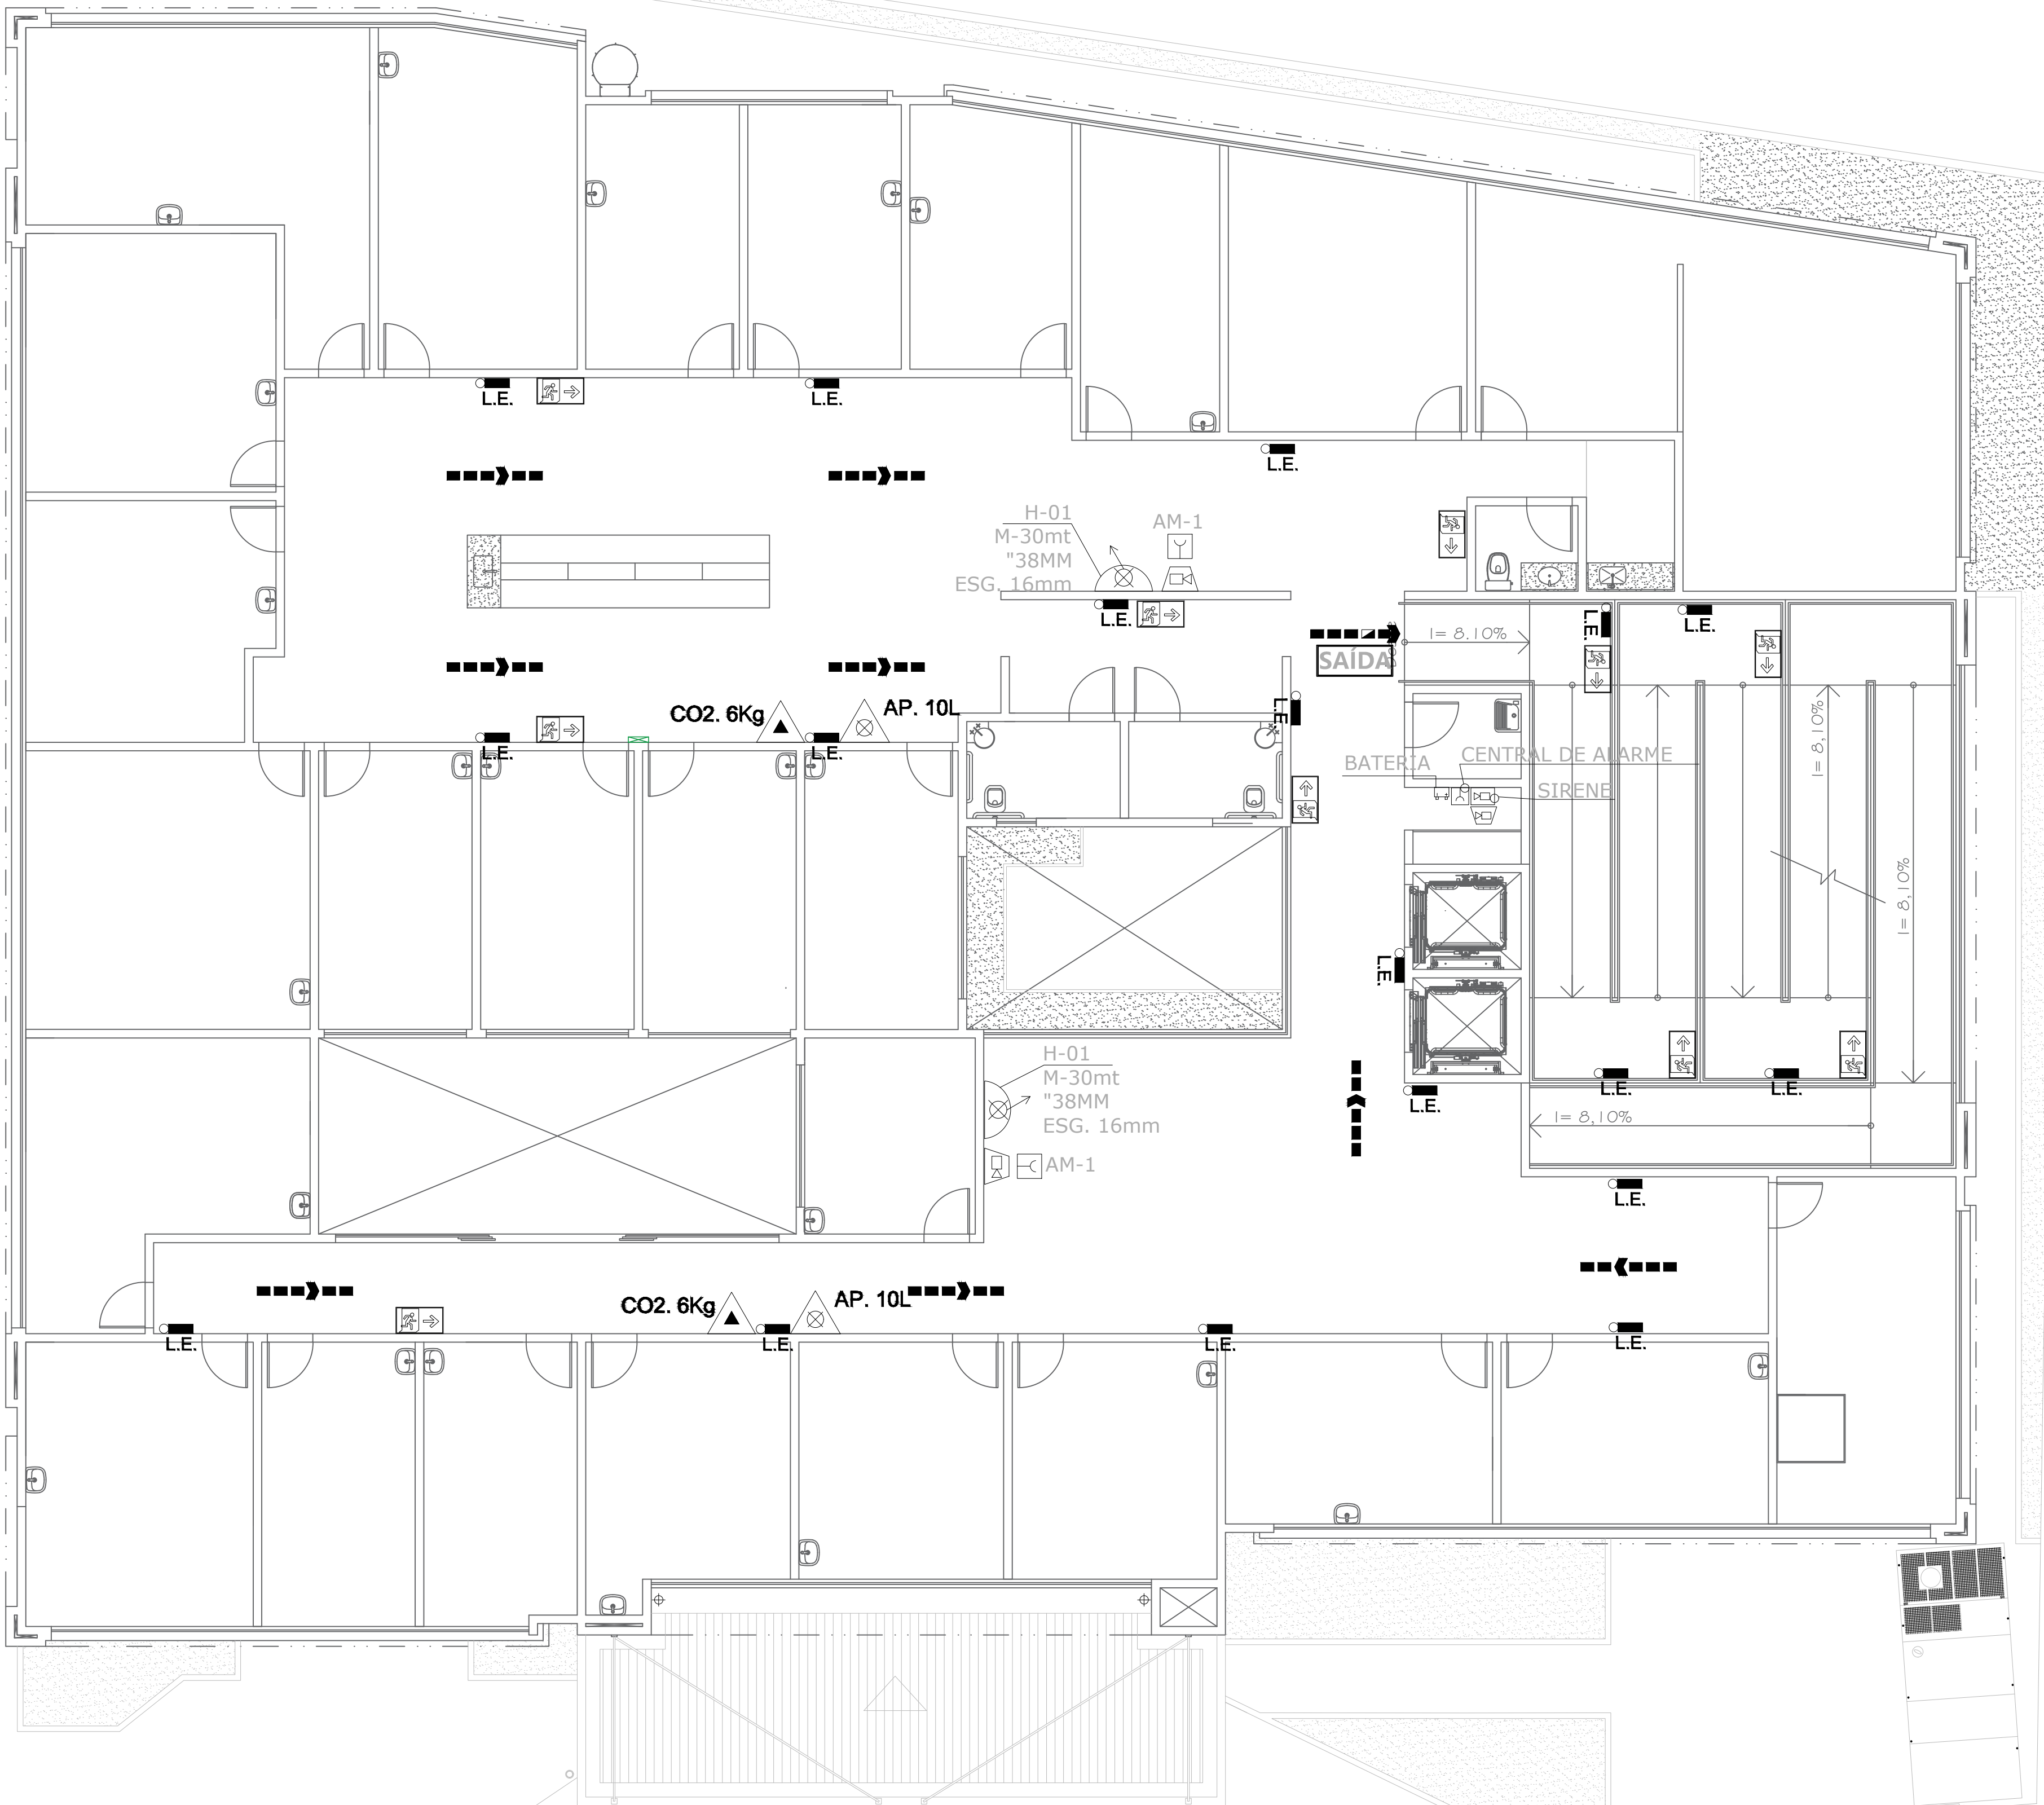 L.E.
L.E.
L.E.
H-01
M-30mt
"38MM
ESG. 16mm
AM-1
L.E.
L.E.
L.E.
I= 8.10%
SAÍDA
CO2. 6Kg
AP. 10L
L.E.
L.E.
L.E.
I= 8,10%
BATERIA
CENTRAL DE ALARME
SIRENE
I= 8,10%
L.E.
H-01
M-30mt
"38MM
ESG. 16mm
AM-1
L.E.
L.E.
L.E.
I= 8,10%
L.E.
CO2. 6Kg
AP. 10L
L.E.
L.E.
L.E.
L.E.